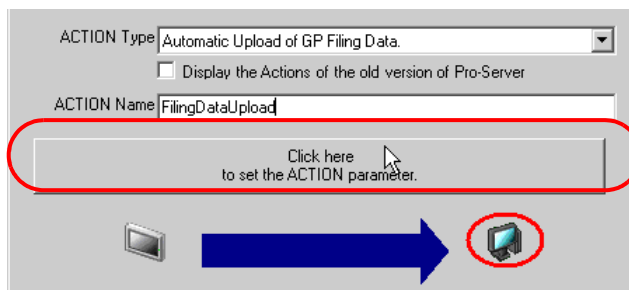 ACTION Type Automatic Upload of GP Filing Data.
Display the Actions of the old version of Pro-Server
ACTION Name FilingDataUpload
Click here
to set the ACTION parameter.